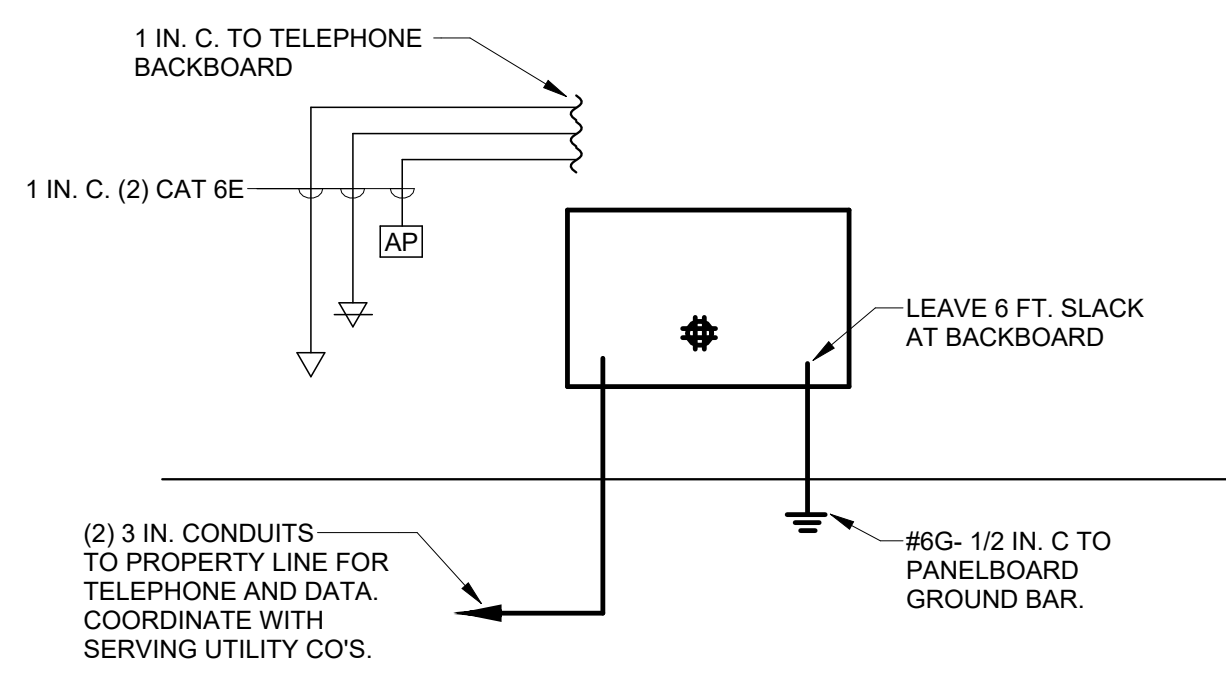 1 IN. C. TO TELEPHONE
BACKBOARD
1 IN. C. (2) CAT 6E
AP
LEAVE 6 FT. SLACK
AT BACKBOARD
(2) 3 IN. CONDUITS
TO PROPERTY LINE FOR
TELEPHONE AND DATA.
COORDINATE WITH
SERVING UTILITY CO'S.
#6G- 1/2 IN. C TO
PANELBOARD
GROUND BAR.